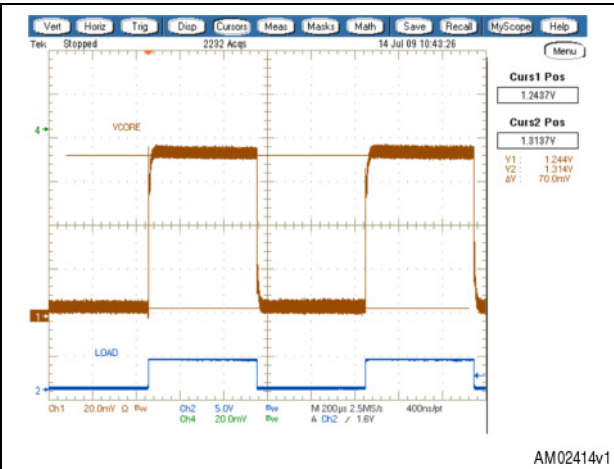 Vert Horiz Trig Disp Cursors Meas Masks Math Save Recall MyScope Help
Tek Stopped 2232 Acqs 14 Jul 09 10:43:26
Menu
Curs1 Pos
1.2437V
Curs2 Pos
1.3137V
V1 : 1.244V
V2 : 1.314V
ΔV : 70.0mV
4
VCORE
1
LOAD
2
Ch1 20.0mV Ω Bw Ch2 5.0V Bw M 200µs 2.5MS/s 400ns/pt
Ch4 20.0mV Bw A Ch2 / 1.6V
AM02414v1